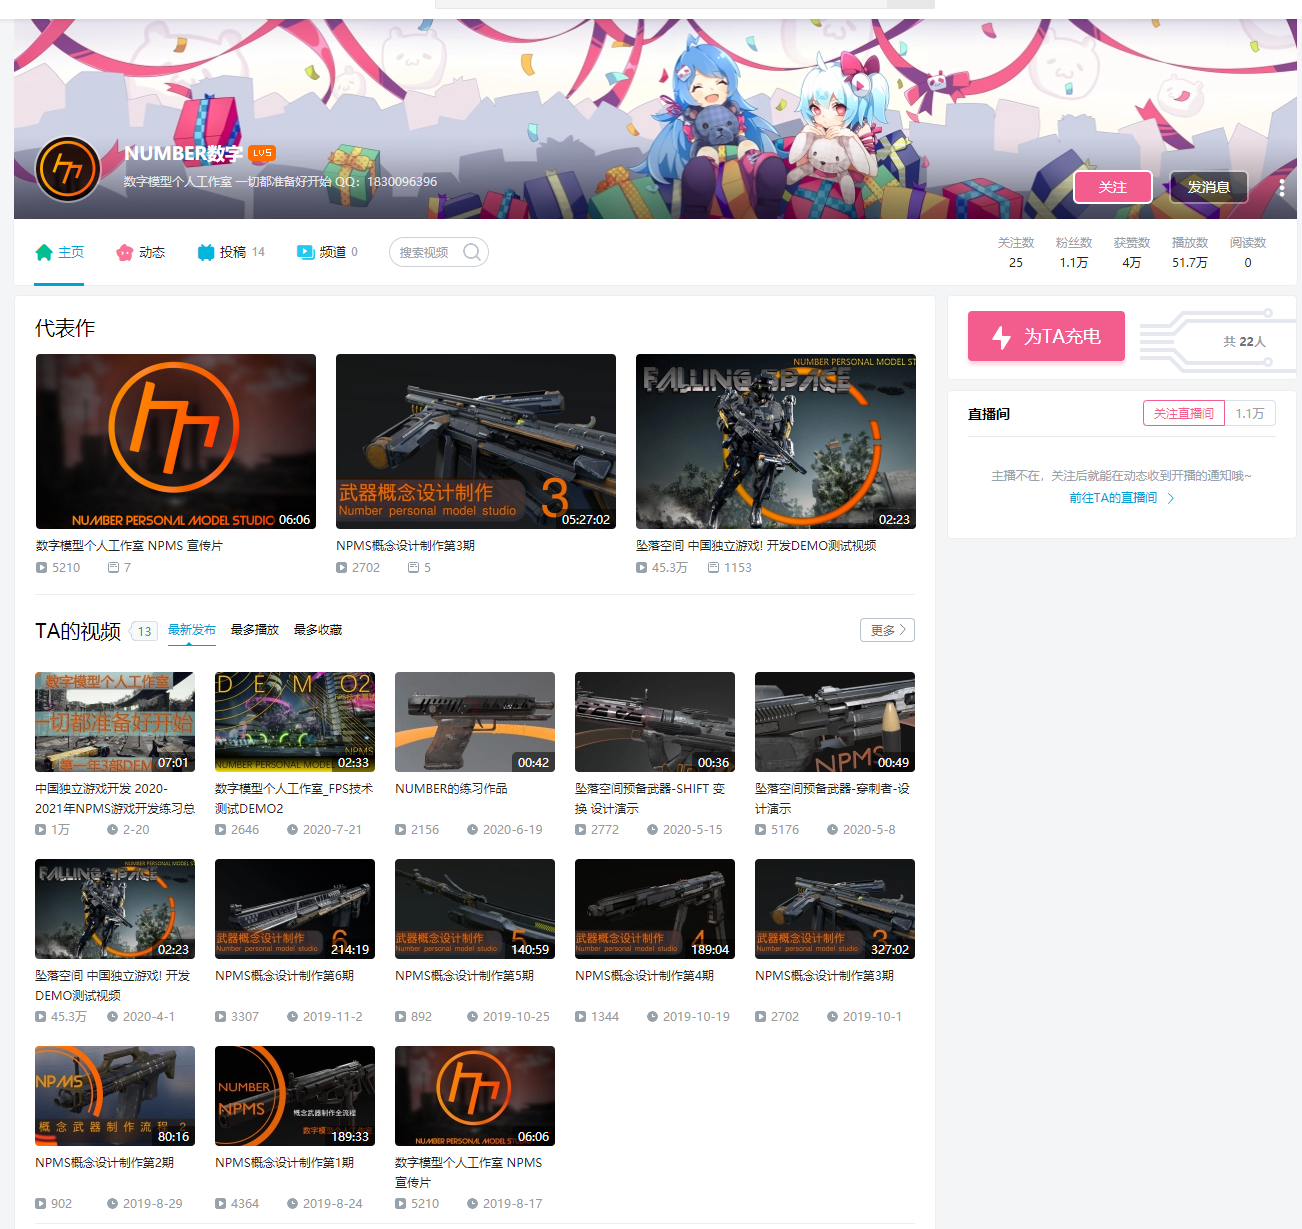 NUMBER数字 LV5
数字模型个人工作室 一切都准备好开始 QQ：1830096396
关注
发消息
主页
动态
投稿 14
频道 0
搜索视频
关注数 粉丝数 获赞数 播放数 阅读数
25 1.1万 4万 51.7万 0
代表作
NUMBER PERSONAL MODEL STUDIO 06:06
武器概念设计制作 3
Number personal model studio
05:27:02
NUMBER PERSONAL MODEL ST
FALLING SPACE
02:23
数字模型个人工作室 NPMS 宣传片
5210 7
NPMS概念设计制作第3期
2702 5
坠落空间 中国独立游戏! 开发DEMO测试视频
45.3万 1153
为TA充电
共 22人
直播间
关注直播间 1.1万
主播不在，关注后就能在动态收到开播的通知哦~
前往TA的直播间 >
TA的视频 13 最新发布 最多播放 最多收藏
更多 >
数字模型个人工作室
一切都准备好开始
第一年3部DEM
07:01
DEMO2
NPMS
NUMBER PERSONAL MODEL
02:33
00:42
00:36
NPMS
00:49
中国独立游戏开发 2020-
2021年NPMS游戏开发练习总
1万 2-20
数字模型个人工作室_FPS技术
测试DEMO2
2646 2020-7-21
NUMBER的练习作品
2156 2020-6-19
坠落空间预备武器-SHIFT 变
换 设计演示
2772 2020-5-15
坠落空间预备武器-穿刺者-设
计演示
5176 2020-5-8
NUMBER PERSONAL MODEL ST
FALLING SPACE
02:23
武器概念设计制作 6
Number personal model studio
214:19
武器概念设计制作 5
Number personal model studio
140:59
武器概念设计制作 4
Number personal model studio
189:04
武器概念设计制作 3
Number personal model studio
327:02
坠落空间 中国独立游戏! 开发
DEMO测试视频
45.3万 2020-4-1
NPMS概念设计制作第6期
3307 2019-11-2
NPMS概念设计制作第5期
892 2019-10-25
NPMS概念设计制作第4期
1344 2019-10-19
NPMS概念设计制作第3期
2702 2019-10-1
NPMS
概念武器制作流程 2
80:16
NUMBER
NPMS
概念武器制作全流程
189:33
NUMBER PERSONAL MODEL ST
06:06
NPMS概念设计制作第2期
902 2019-8-29
NPMS概念设计制作第1期
4364 2019-8-24
数字模型个人工作室 NPMS
宣传片
5210 2019-8-17